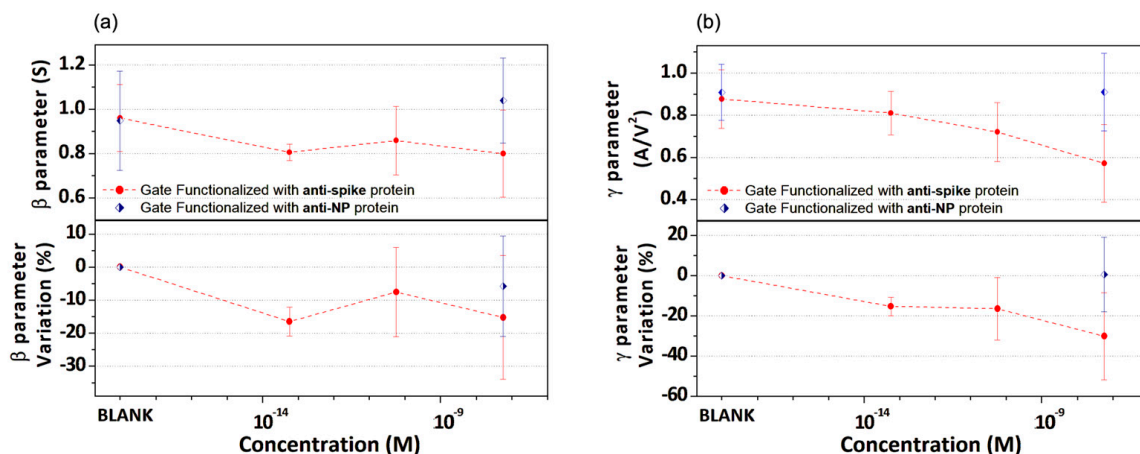 (a)
β parameter (S)
1.2
1.0
0.8
0.6
Gate Functionalized with anti-spike protein
Gate Functionalized with anti-NP protein
β parameter
Variation (%)
10
0
-10
-20
-30
BLANK
10⁻¹⁴
10⁻⁹
Concentration (M)
(b)
γ parameter
(A/V²)
1.0
0.8
0.6
0.4
Gate Functionalized with anti-spike protein
Gate Functionalized with anti-NP protein
γ parameter
Variation (%)
20
0
-20
-40
-60
BLANK
10⁻¹⁴
10⁻⁹
Concentration (M)